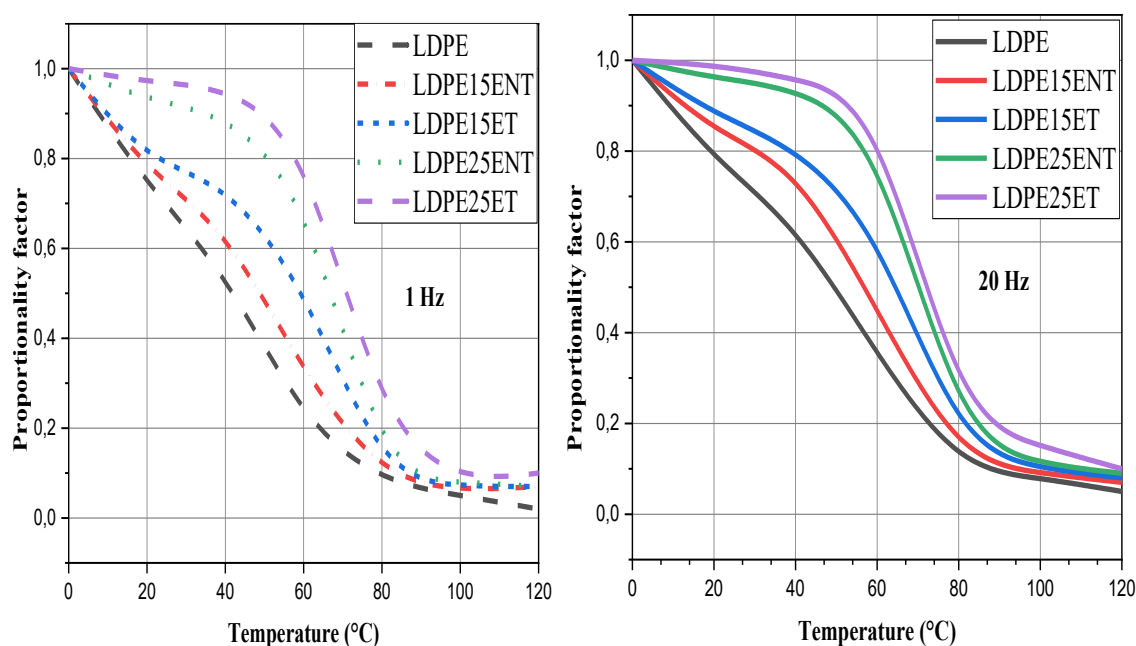 LDPE
LDPE15ENT
LDPE15ET
LDPE25ENT
LDPE25ET
1,0
0,8
0,6
0,4
0,2
0,0
Proportionality factor
1 Hz
0 20 40 60 80 100 120
Temperature (°C)
LDPE
LDPE15ENT
LDPE15ET
LDPE25ENT
LDPE25ET
1,0
0,8
0,6
0,4
0,2
0,0
Proportionality factor
20 Hz
0 20 40 60 80 100 120
Temperature (°C)